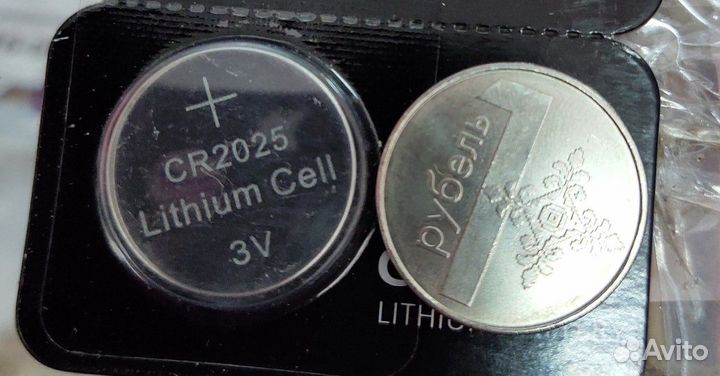 +
CR2025
Lithium Cell
3V
1 рубель
LITHIU
Avito